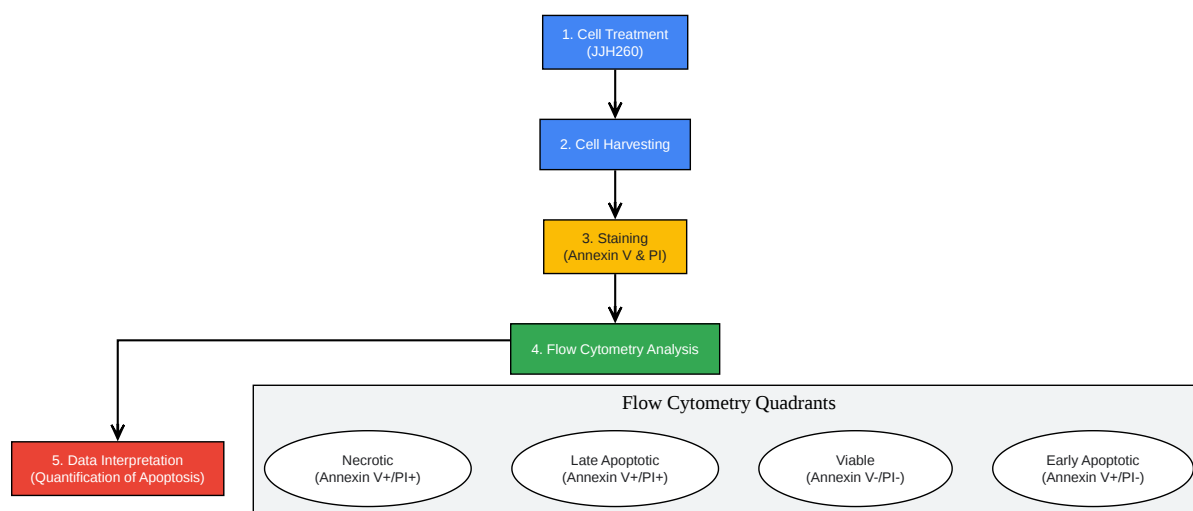 1. Cell Treatment
(JJH260)
2. Cell Harvesting
3. Staining
(Annexin V & PI)
4. Flow Cytometry Analysis
Flow Cytometry Quadrants
5. Data Interpretation
(Quantification of Apoptosis)
Necrotic
(Annexin V+/PI+)
Late Apoptotic
(Annexin V+/PI+)
Viable
(Annexin V-/PI-)
Early Apoptotic
(Annexin V+/PI-)